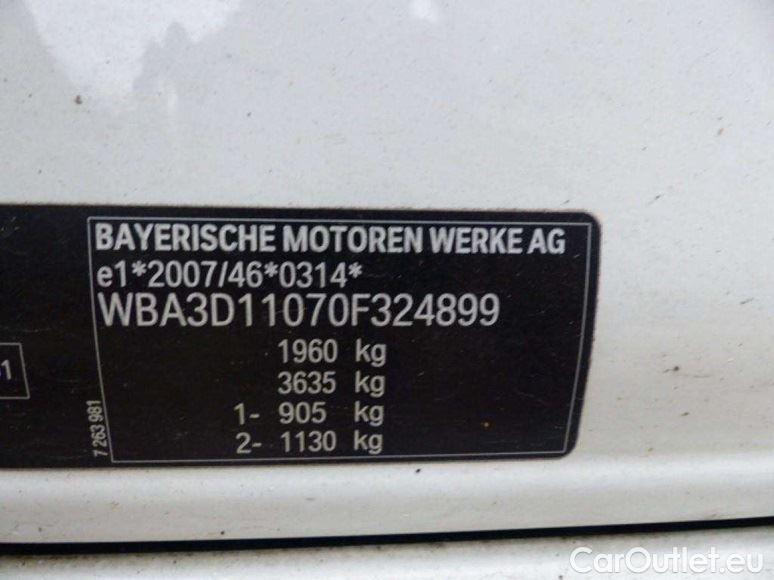 BAYERISCHE MOTOREN WERKE AG
e1*2007/46*0314*
WBA3D11070F324899
1960 kg
3635 kg
1- 905 kg
2- 1130 kg
7 263 981
CarOutlet.eu